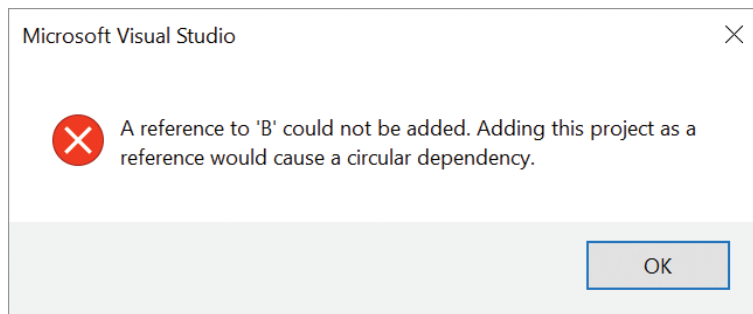 Microsoft Visual Studio
A reference to 'B' could not be added. Adding this project as a
reference would cause a circular dependency.
OK